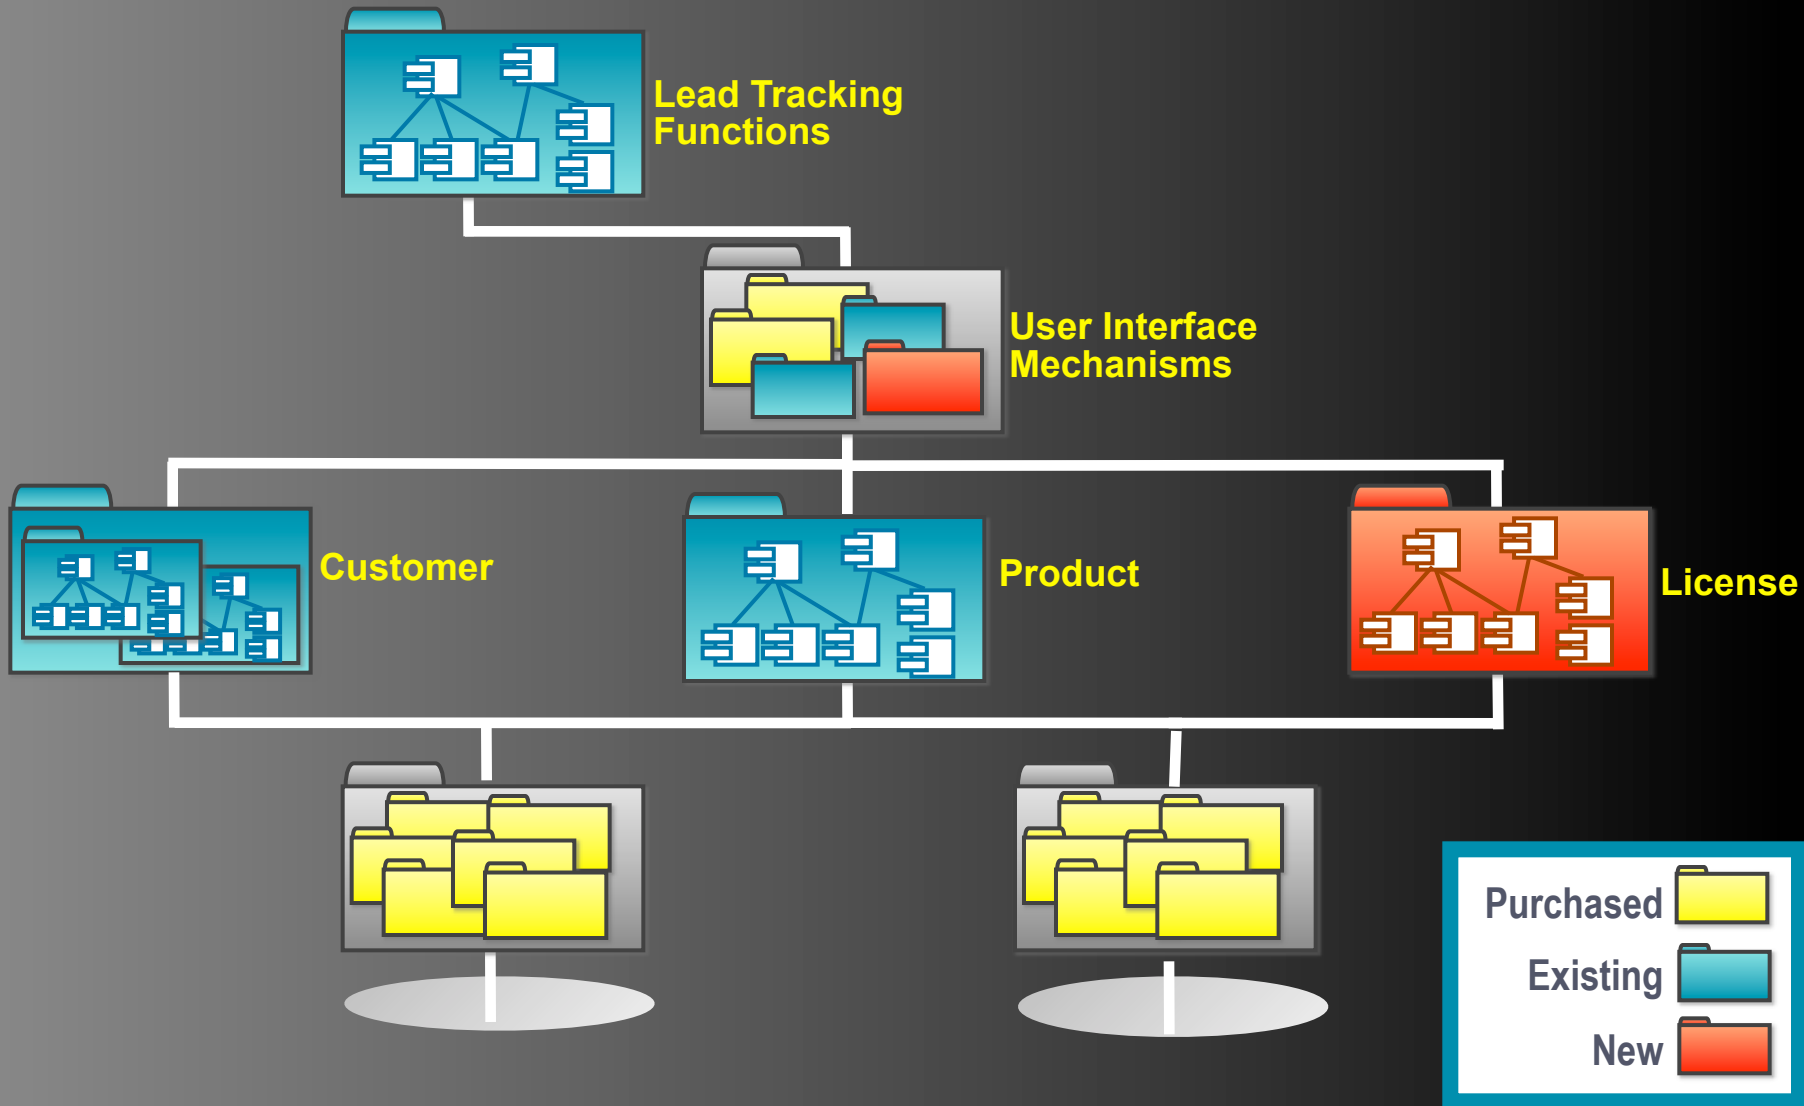 Lead Tracking
Functions
User Interface
Mechanisms
Customer
Product
License
Purchased
Existing
New